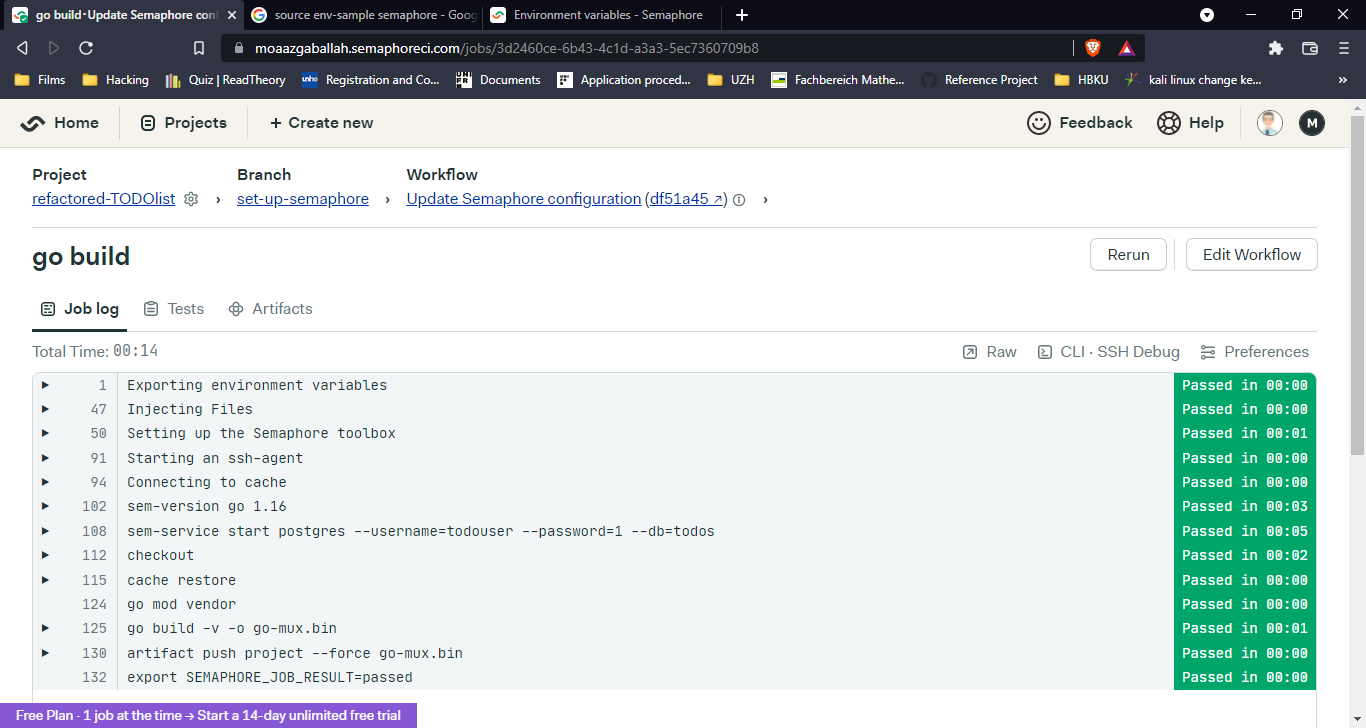 go build · Update Semaphore conf
source env-sample semaphore - Goog
Environment variables - Semaphore
moaazgaballah.semaphoreci.com/jobs/3d2460ce-6b43-4c1d-a3a3-5ec7360709b8
Films
Hacking
Quiz | ReadTheory
Registration and Co...
Documents
Application proced...
UZH
Fachbereich Mathe...
Reference Project
HBKU
kali linux change ke...
»
Home
Projects
+ Create new
Feedback
Help
M
Project
Branch
Workflow
refactored-TODOlist › set-up-semaphore › Update Semaphore configuration (df51a45 ↗) ›
go build
Rerun
Edit Workflow
Job log
Tests
Artifacts
Total Time: 00:14
Raw
CLI · SSH Debug
Preferences
1 Exporting environment variables Passed in 00:00
47 Injecting Files Passed in 00:00
50 Setting up the Semaphore toolbox Passed in 00:01
91 Starting an ssh-agent Passed in 00:00
94 Connecting to cache Passed in 00:00
102 sem-version go 1.16 Passed in 00:03
108 sem-service start postgres --username=todouser --password=1 --db=todos Passed in 00:05
112 checkout Passed in 00:02
115 cache restore Passed in 00:00
124 go mod vendor Passed in 00:00
125 go build -v -o go-mux.bin Passed in 00:01
130 artifact push project --force go-mux.bin Passed in 00:00
132 export SEMAPHORE_JOB_RESULT=passed Passed in 00:00
Free Plan · 1 job at the time → Start a 14-day unlimited free trial